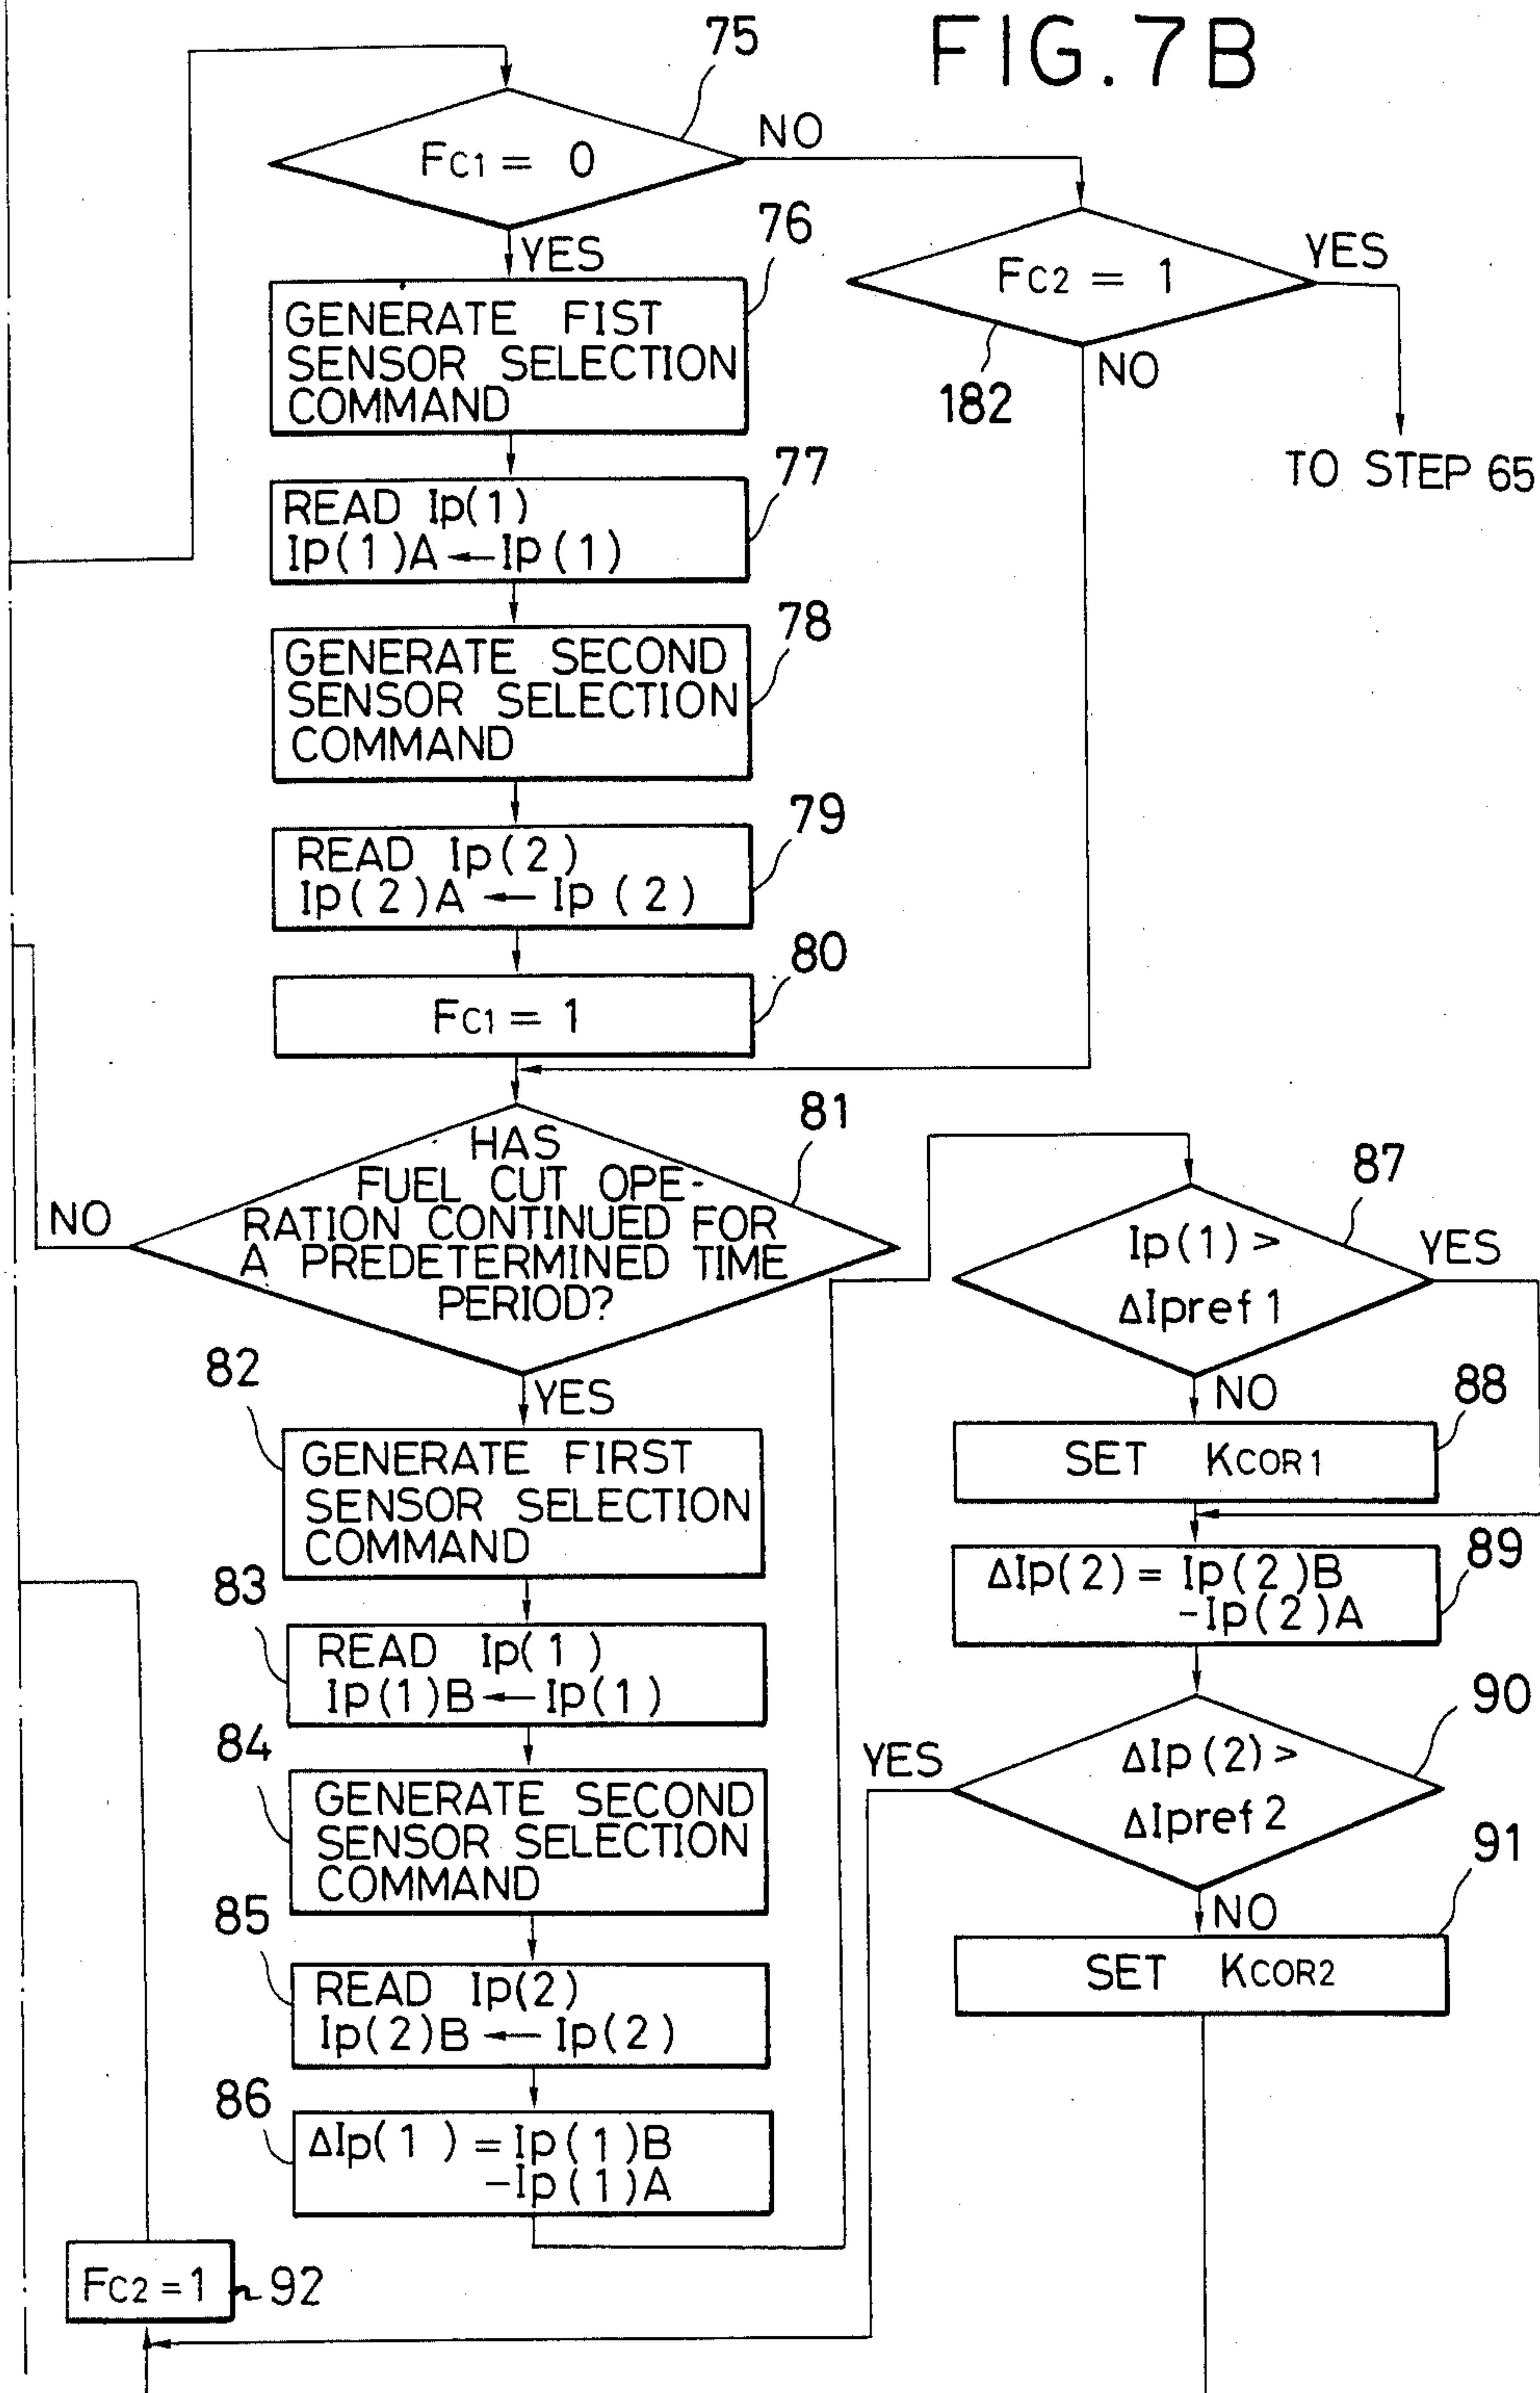 FIG. 7B
75
FC1 = 0
NO
YES
182
FC2 = 1
YES
NO
TO STEP 65
76
GENERATE FIST
SENSOR SELECTION
COMMAND
77
READ Ip(1)
Ip(1)A ← Ip(1)
78
GENERATE SECOND
SENSOR SELECTION
COMMAND
79
READ Ip(2)
Ip(2)A ← Ip(2)
80
FC1 = 1
81
HAS
FUEL CUT OPE-
RATION CONTINUED FOR
A PREDETERMINED TIME
PERIOD?
NO
YES
82
GENERATE FIRST
SENSOR SELECTION
COMMAND
83
READ Ip(1)
Ip(1)B ← Ip(1)
84
GENERATE SECOND
SENSOR SELECTION
COMMAND
85
READ Ip(2)
Ip(2)B ← Ip(2)
86
ΔIp(1) = Ip(1)B
-Ip(1)A
87
Ip(1) >
ΔIpref1
YES
NO
88
SET KCOR1
89
ΔIp(2) = Ip(2)B
-Ip(2)A
90
ΔIp(2) >
ΔIpref2
YES
NO
91
SET KCOR2
FC2 = 1
92